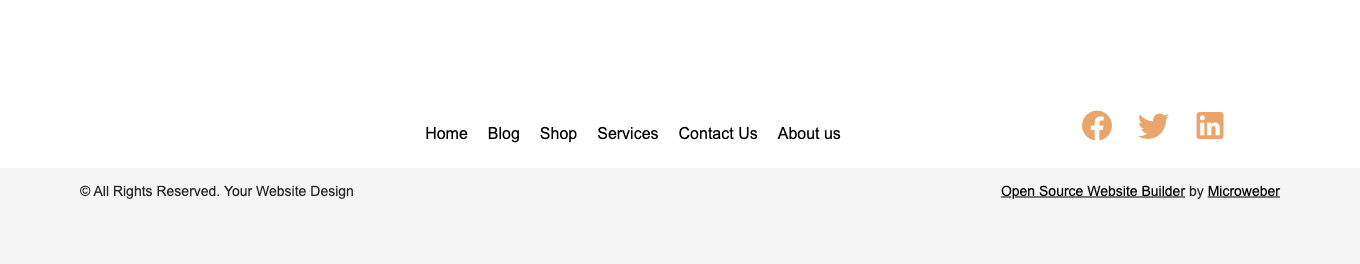 Home Blog Shop Services Contact Us About us
© All Rights Reserved. Your Website Design
Open Source Website Builder by Microweber